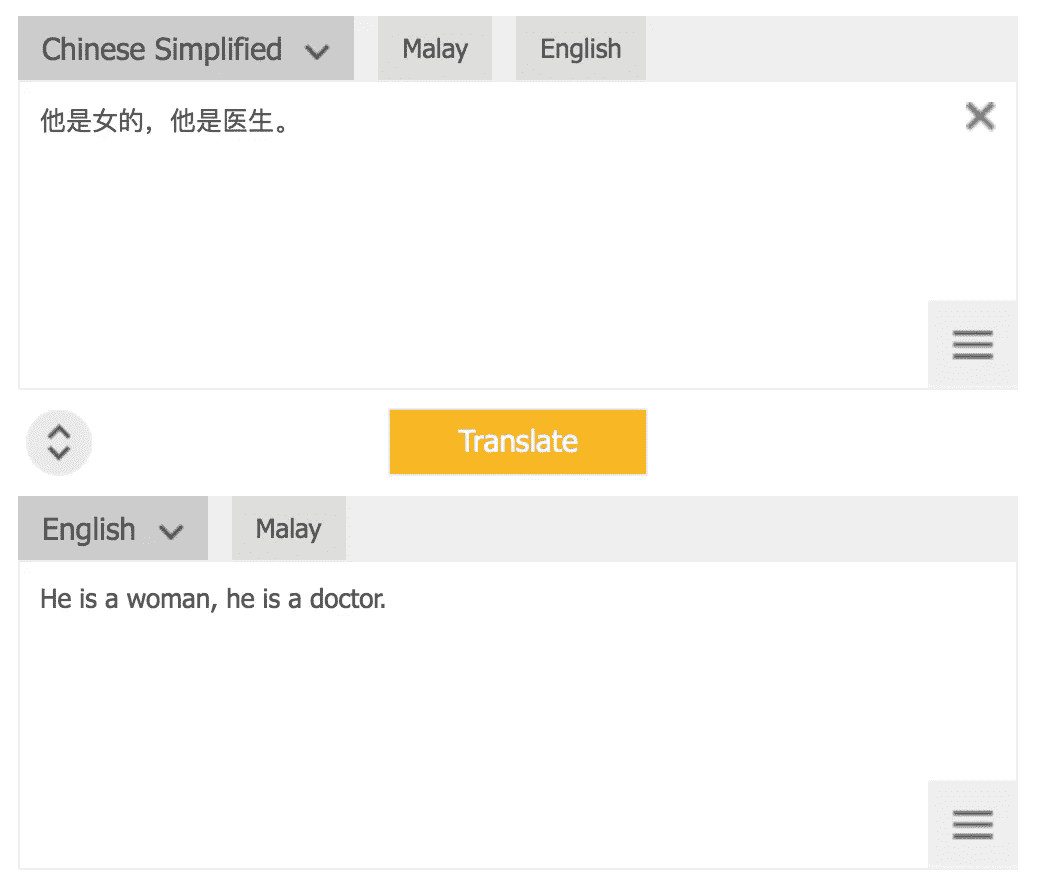 Chinese Simplified Malay English
他是女的，他是医生。
Translate
English Malay
He is a woman, he is a doctor.